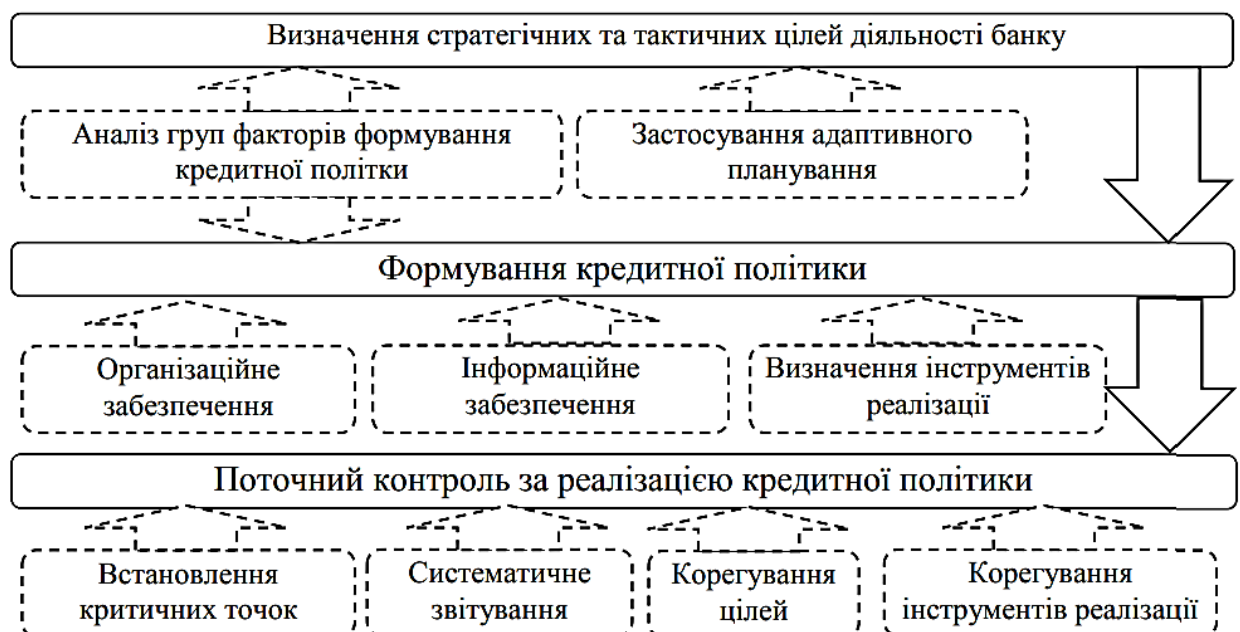 Визначення стратегічних та тактичних цілей діяльності банку
Аналіз груп факторів формування
кредитної політки
Застосування адаптивного
планування
Формування кредитної політики
Організаційне
забезпечення
Інформаційне
забезпечення
Визначення інструментів
реалізації
Поточний контроль за реалізацією кредитної політики
Встановлення
критичних точок
Систематичне
звітування
Корегування
цілей
Корегування
інструментів реалізації